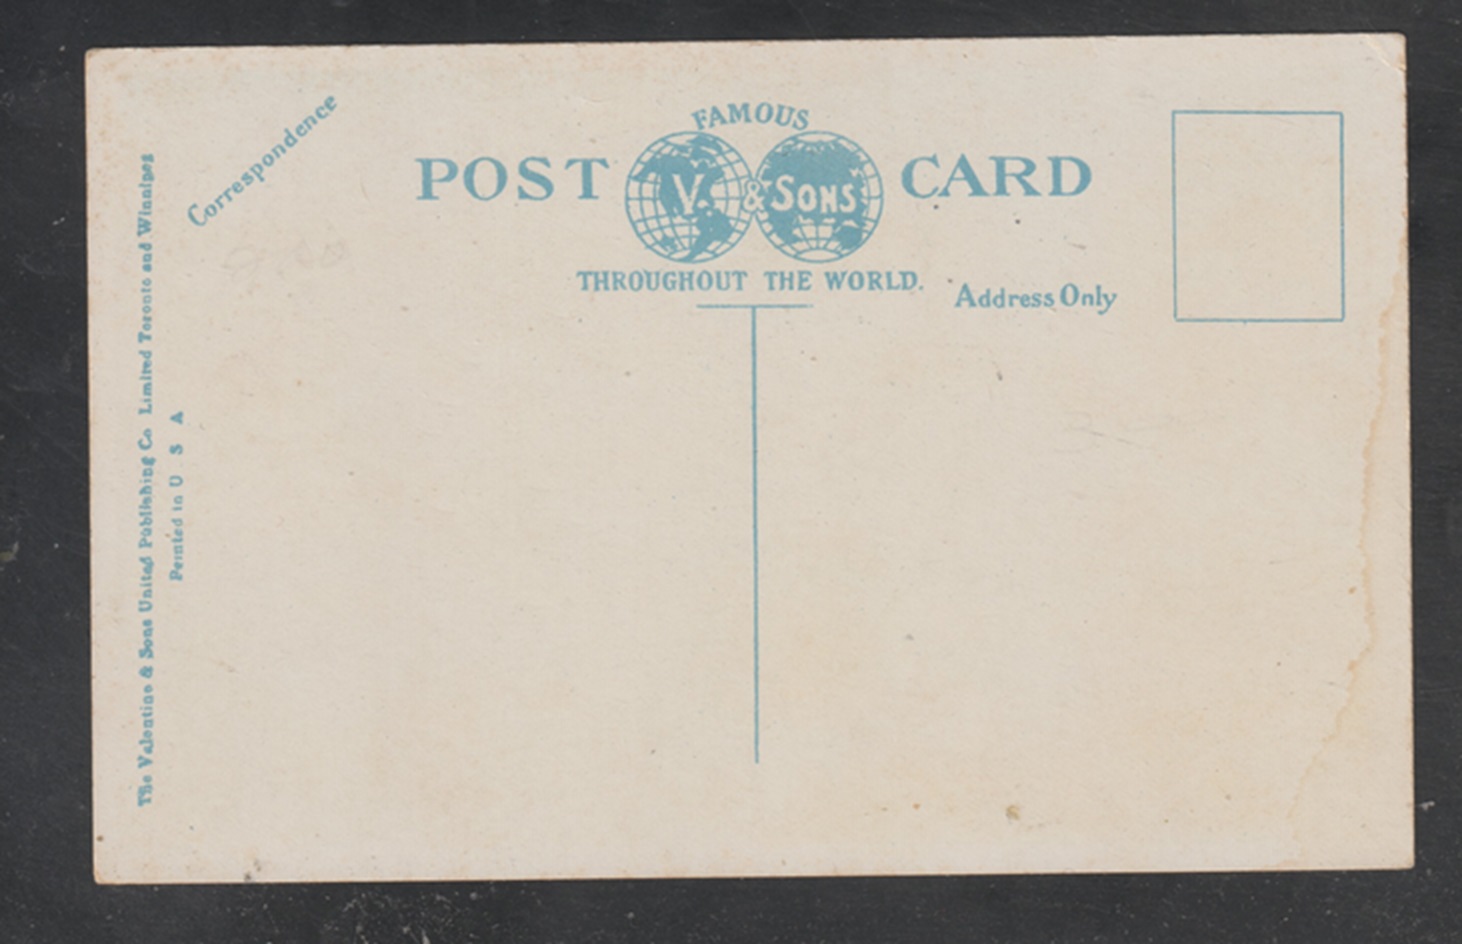 The Valentine & Sons United Publishing Co Limited Toronto and Winnipeg
Printed in U S A
Correspondence
FAMOUS
POST V. & SONS CARD
THROUGHOUT THE WORLD.
Address Only